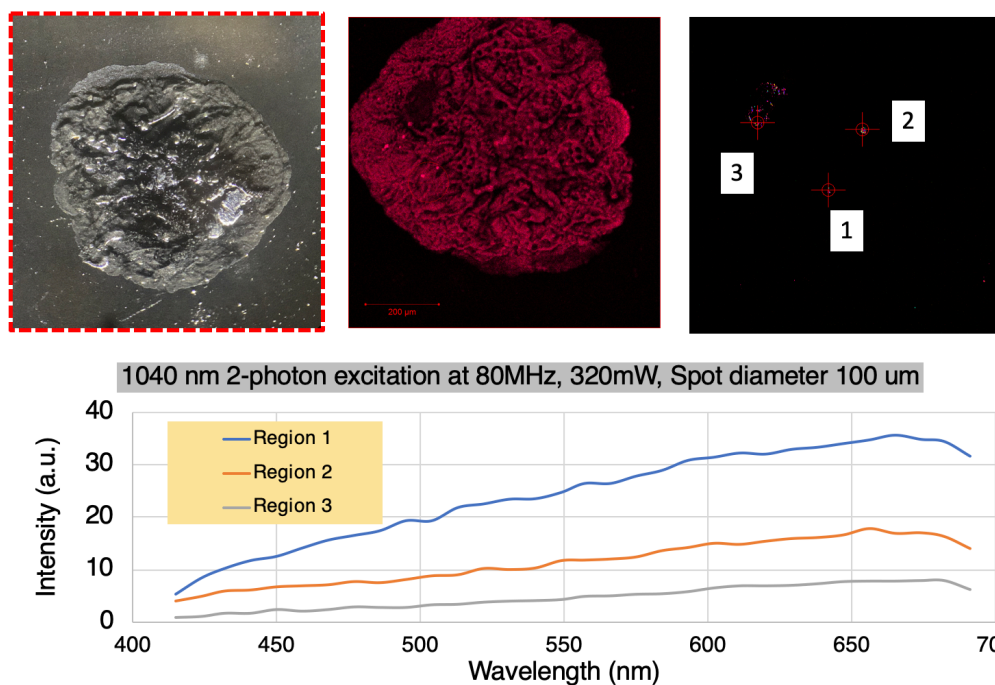 200 µm
2
3
1
1040 nm 2-photon excitation at 80MHz, 320mW, Spot diameter 100 um
Intensity (a.u.)
40
30
20
10
0
Region 1
Region 2
Region 3
400 450 500 550 600 650 70
Wavelength (nm)